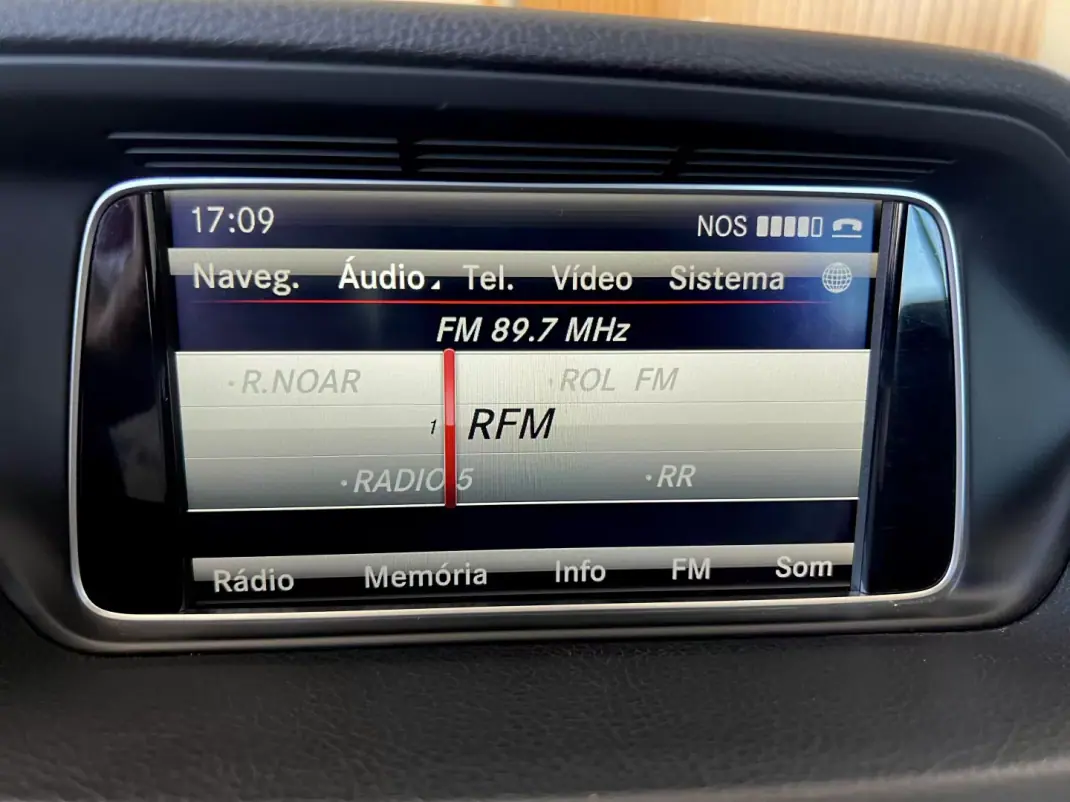 17:09 NOS
Naveg. Áudio Tel. Vídeo Sistema
FM 89.7 MHz
·R.NOAR ·ROL FM
1 RFM
·RADIO 5 ·RR
Rádio Memória Info FM Som